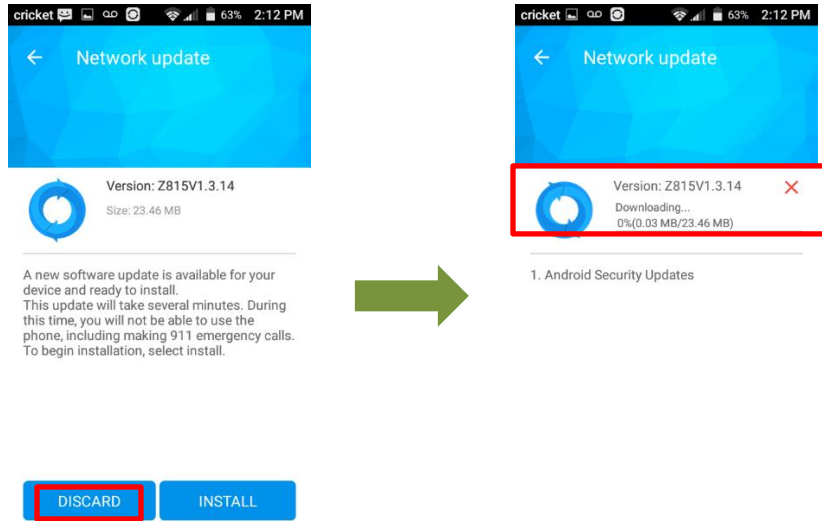 cricket 63% 2:12 PM
Network update
Version: Z815V1.3.14
Size: 23.46 MB
A new software update is available for your
device and ready to install.
This update will take several minutes. During
this time, you will not be able to use the
phone, including making 911 emergency calls.
To begin installation, select install.
DISCARD
INSTALL
cricket 63% 2:12 PM
Network update
Version: Z815V1.3.14
Downloading...
0%(0.03 MB/23.46 MB)
1. Android Security Updates